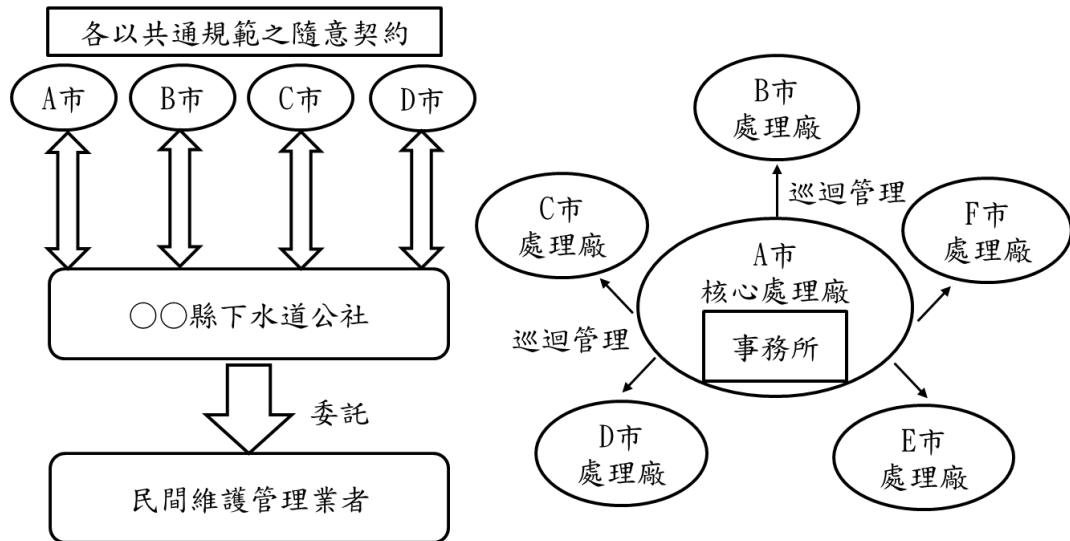 各以共通規範之隨意契約
A市
B市
C市
D市
○○縣下水道公社
委託
民間維護管理業者
B市
處理廠
巡迴管理
C市
處理廠
F市
處理廠
A市
核心處理廠
事務所
巡迴管理
D市
處理廠
E市
處理廠